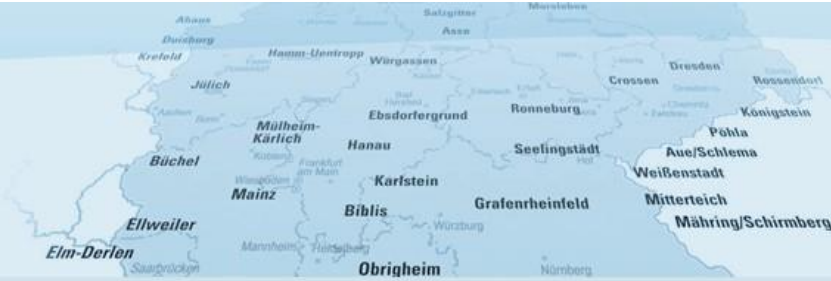 Ahaus
Salzgitter
Morsleben
Duisburg
Asse
Krefeld
Hamm-Uentropp
Würgassen
Dresden
Jülich
Crossen
Rossendorf
Ebsdorfergrund
Ronneburg
Königstein
Mülheim-
Kärlich
Hanau
Seelingstädt
Pöhla
Aue/Schlema
Büchel
Koblenz
Frankfurt
am Main
Weißenstadt
Wiesbaden
Karlstein
Mainz
Biblis
Grafenrheinfeld
Mitterteich
Mähring/Schirmberg
Ellweiler
Würzburg
Elm-Derlen
Mannheim
Heidelberg
Saarbrücken
Obrigheim
Nürnberg